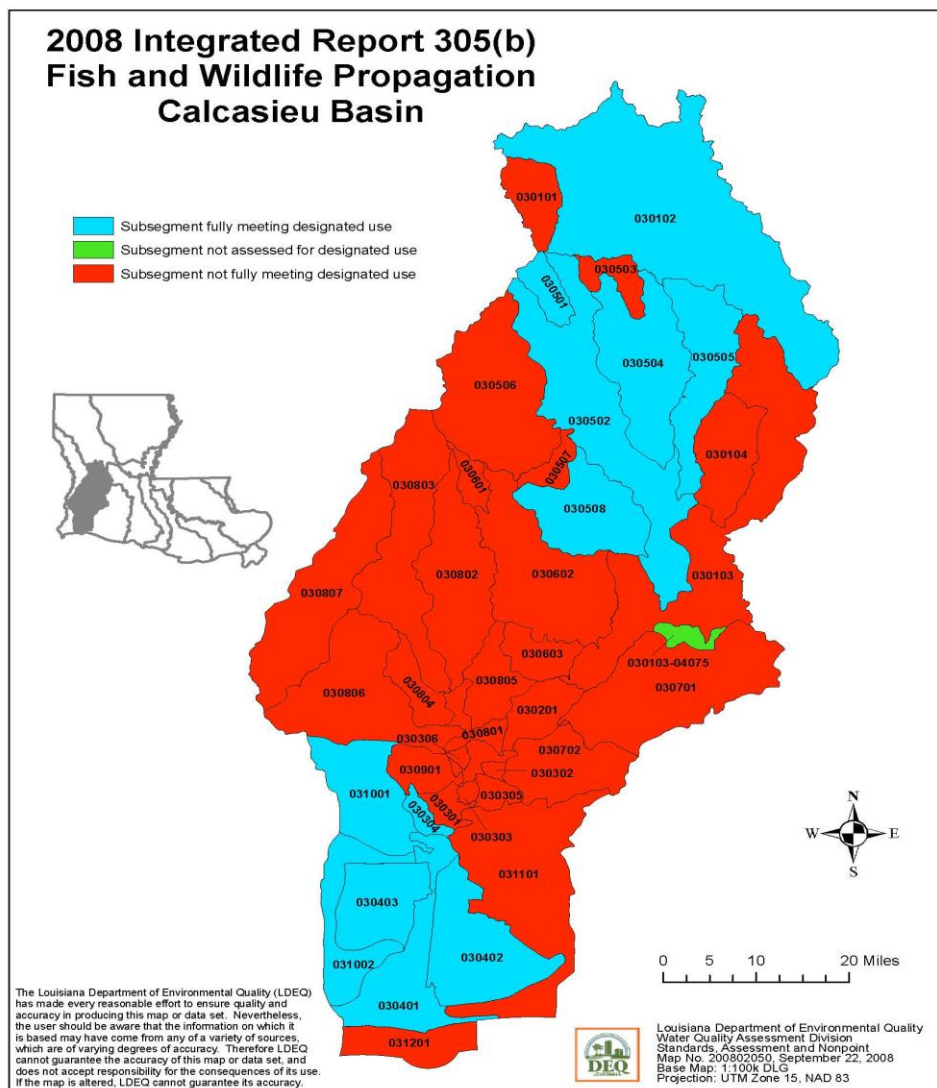 2008 Integrated Report 305(b)
Fish and Wildlife Propagation
Calcasieu Basin
Subsegment fully meeting designated use
Subsegment not assessed for designated use
Subsegment not fully meeting designated use
030101
030102
030501
030503
030504
030505
030506
030502
030104
030507
030601
030803
030508
030103
030802
030602
030807
030603
030103-04075
030805
030701
030806
030804
030201
030801
030306
030702
030901
030302
030305
031001
030304
030301
030303
031101
030403
030402
031002
030401
031201
N
W
E
S
0 5 10 20 Miles
The Louisiana Department of Environmental Quality (LDEQ)
has made every reasonable effort to ensure quality and
accuracy in producing this map or data set. Nevertheless,
the user should be aware that the information on which it
is based may have come from any of a variety of sources,
which are of varying degrees of accuracy. Therefore LDEQ
cannot guarantee the accuracy of this map or data set, and
does not accept responsibility for the consequences of its use.
If the map is altered, LDEQ cannot guarantee its accuracy.
DEQ
LOUISIANA
Louisiana Department of Environmental Quality
Water Quality Assessment Division
Standards, Assessment and Nonpoint
Map No. 200802050, September 22, 2008
Base Map: 1:100k DLG
Projection: UTM Zone 15, NAD 83